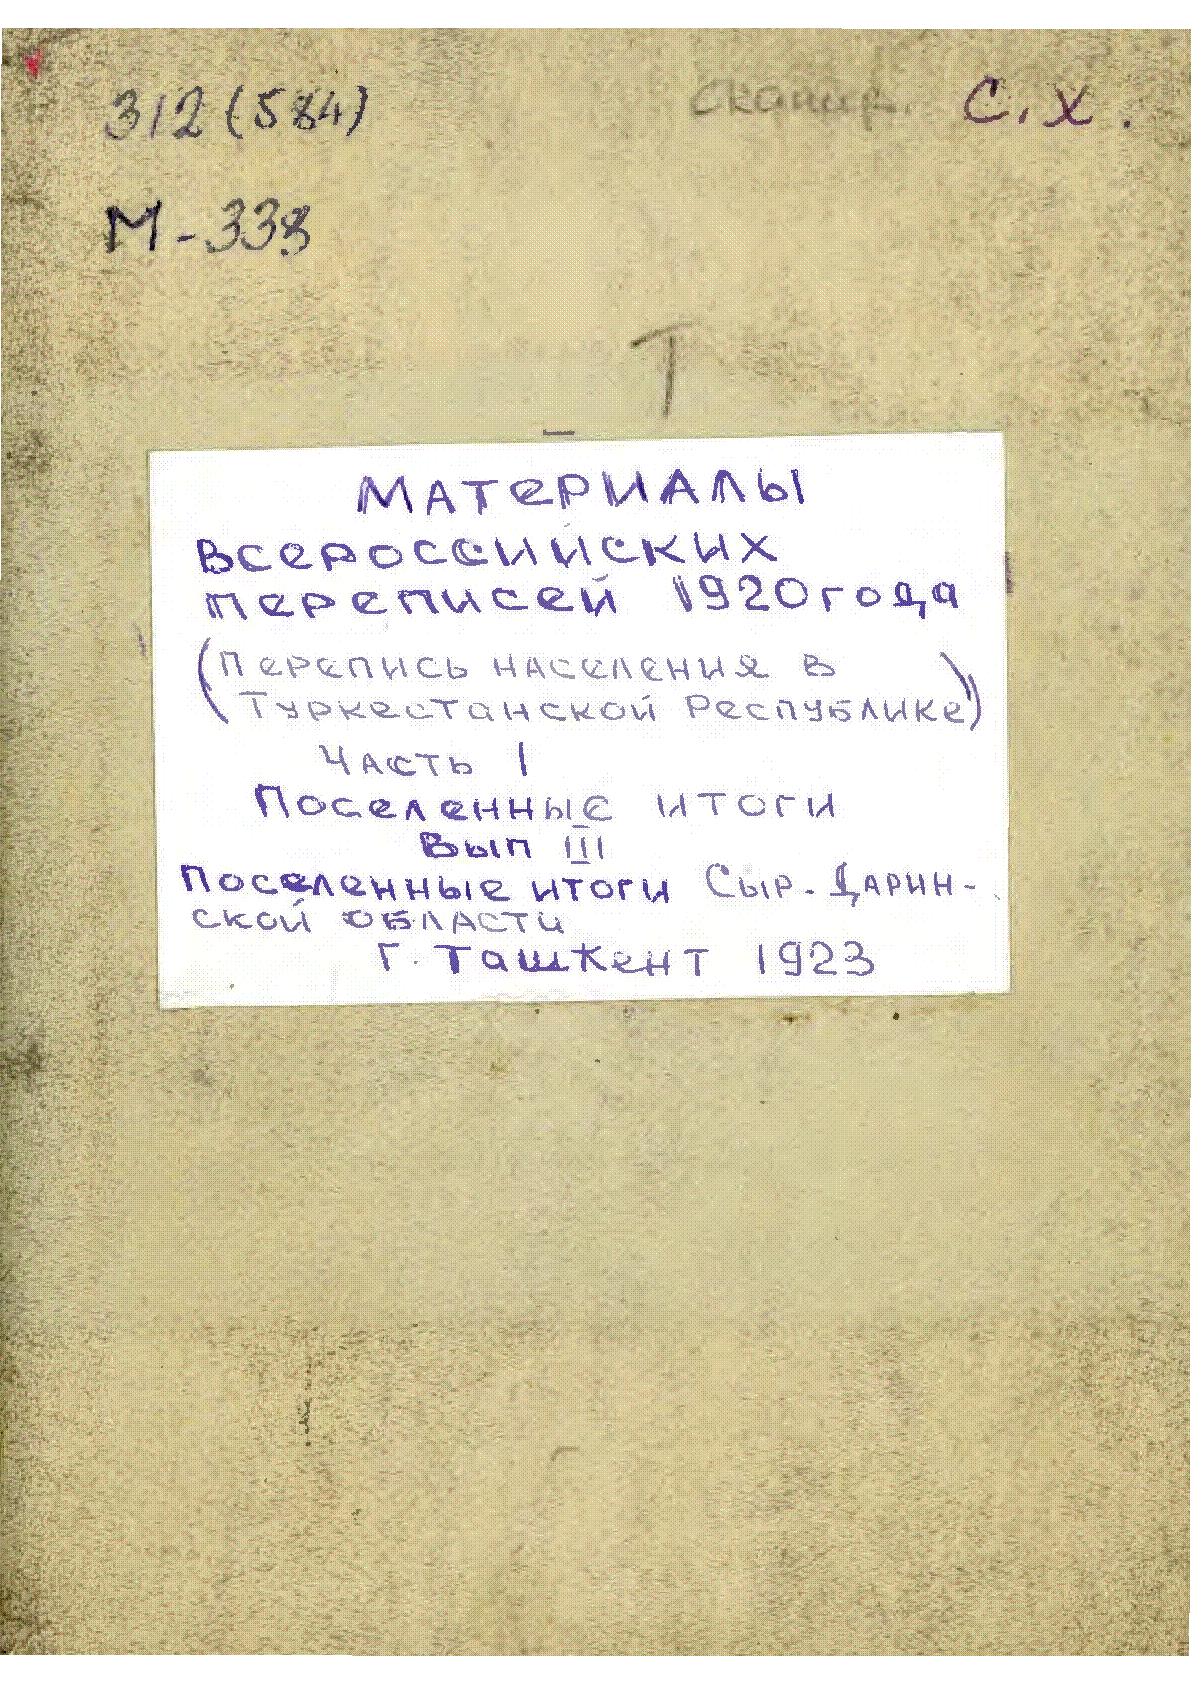 312(584) С.Х.
М-338
Т
Материалы
Всероссийских
переписей 1920 года
(Перепись населения в
Туркестанской Республике)
Часть I
Поселенные итоги
Вып III
Поселенные итоги Сыр-Дарин-
ской области
г. Ташкент 1923